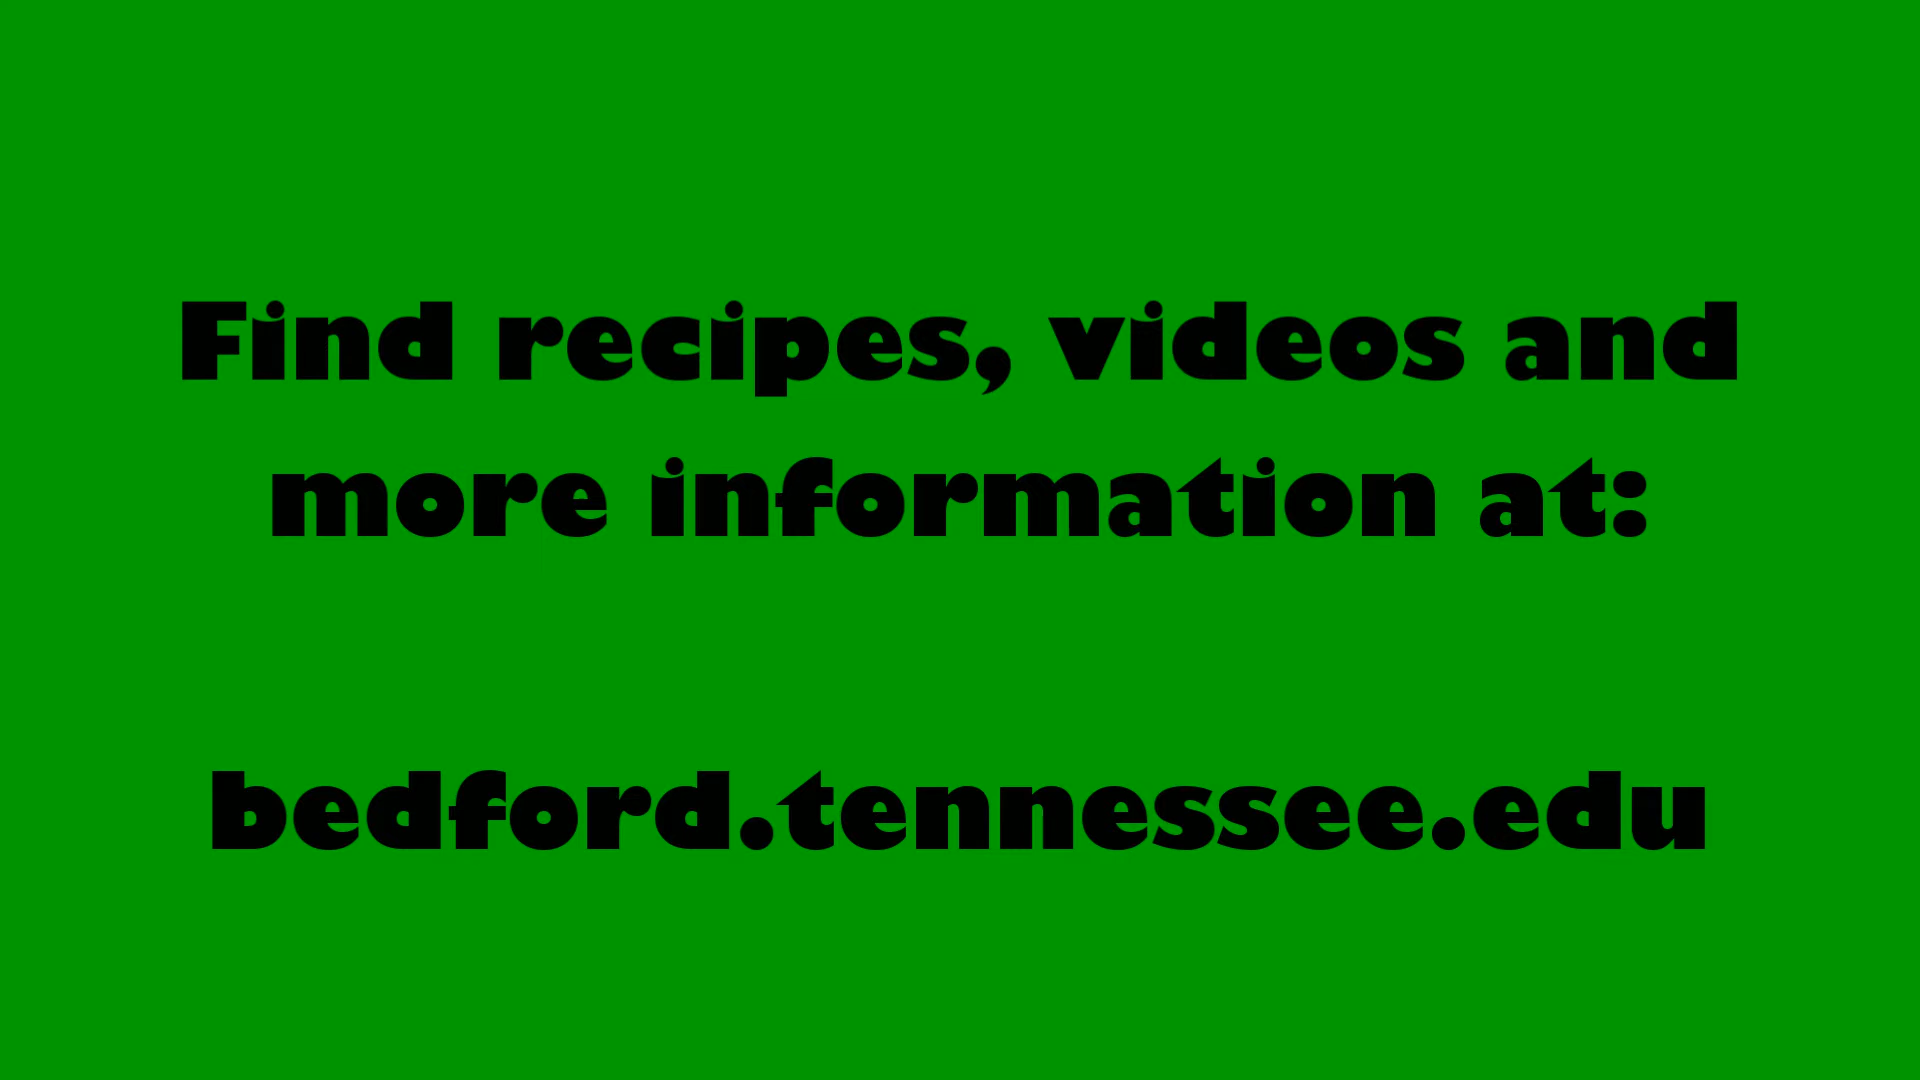 Find recipes, videos and
more information at:
bedford.tennessee.edu